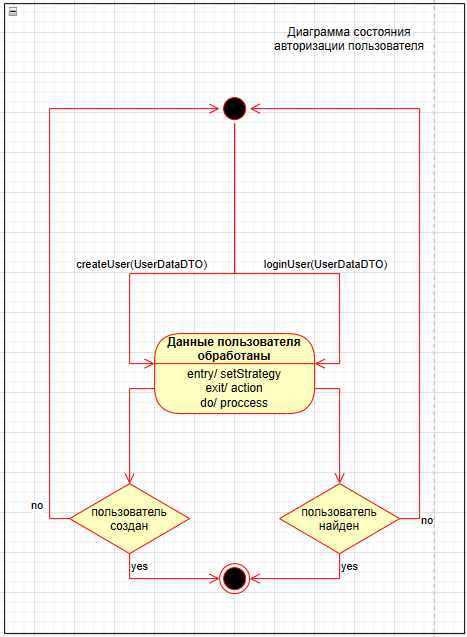 Диаграмма состояния
авторизации пользователя
createUser(UserDataDTO)
loginUser(UserDataDTO)
Данные пользователя
обработаны
entry/ setStrategy
exit/ action
do/ proccess
no
пользователь
создан
пользователь
найден
no
yes
yes